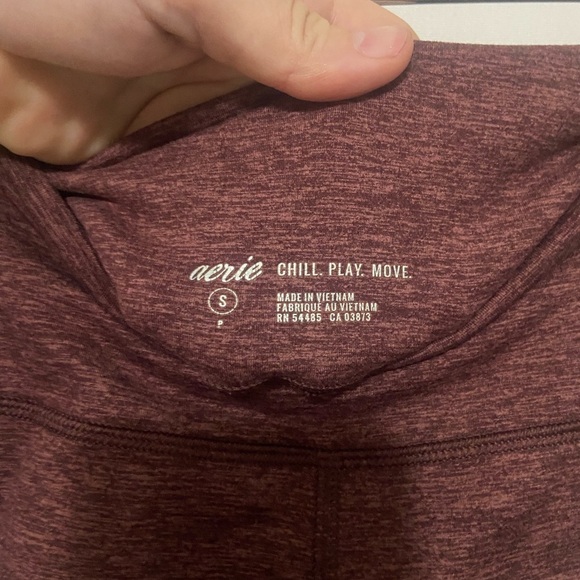 aerie CHILL. PLAY. MOVE.
S
P
MADE IN VIETNAM
FABRIQUE AU VIETNAM
RN 54485 CA 03873